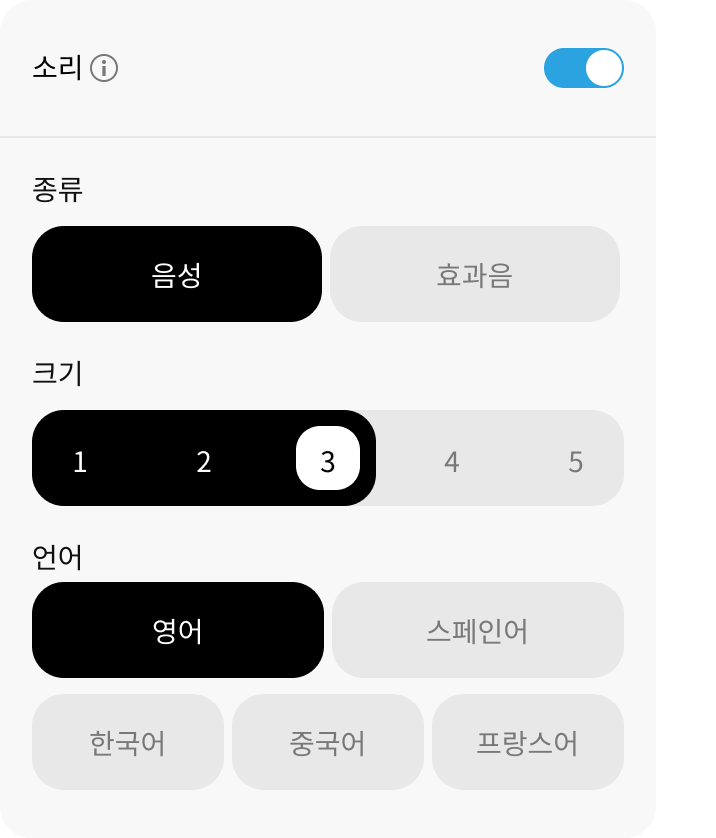 소리
종류
음성 효과음
크기
1 2 3 4 5
언어
영어 스페인어
한국어 중국어 프랑스어